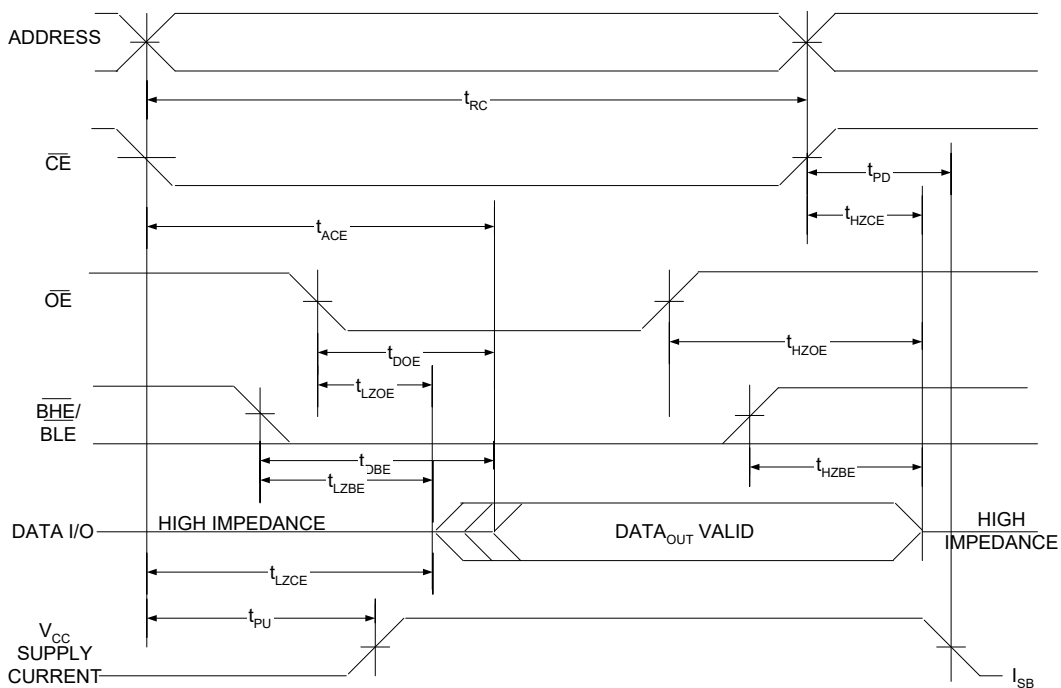 ADDRESS
tRC
CE
tPD
tHZCE
tACE
OE
tDOE
tHZOE
tLZOE
BHE/
BLE
tDBE
tHZBE
tLZBE
DATA I/O
HIGH IMPEDANCE
DATAOUT VALID
HIGH
IMPEDANCE
tLZCE
tPU
VCC
SUPPLY
CURRENT
ISB